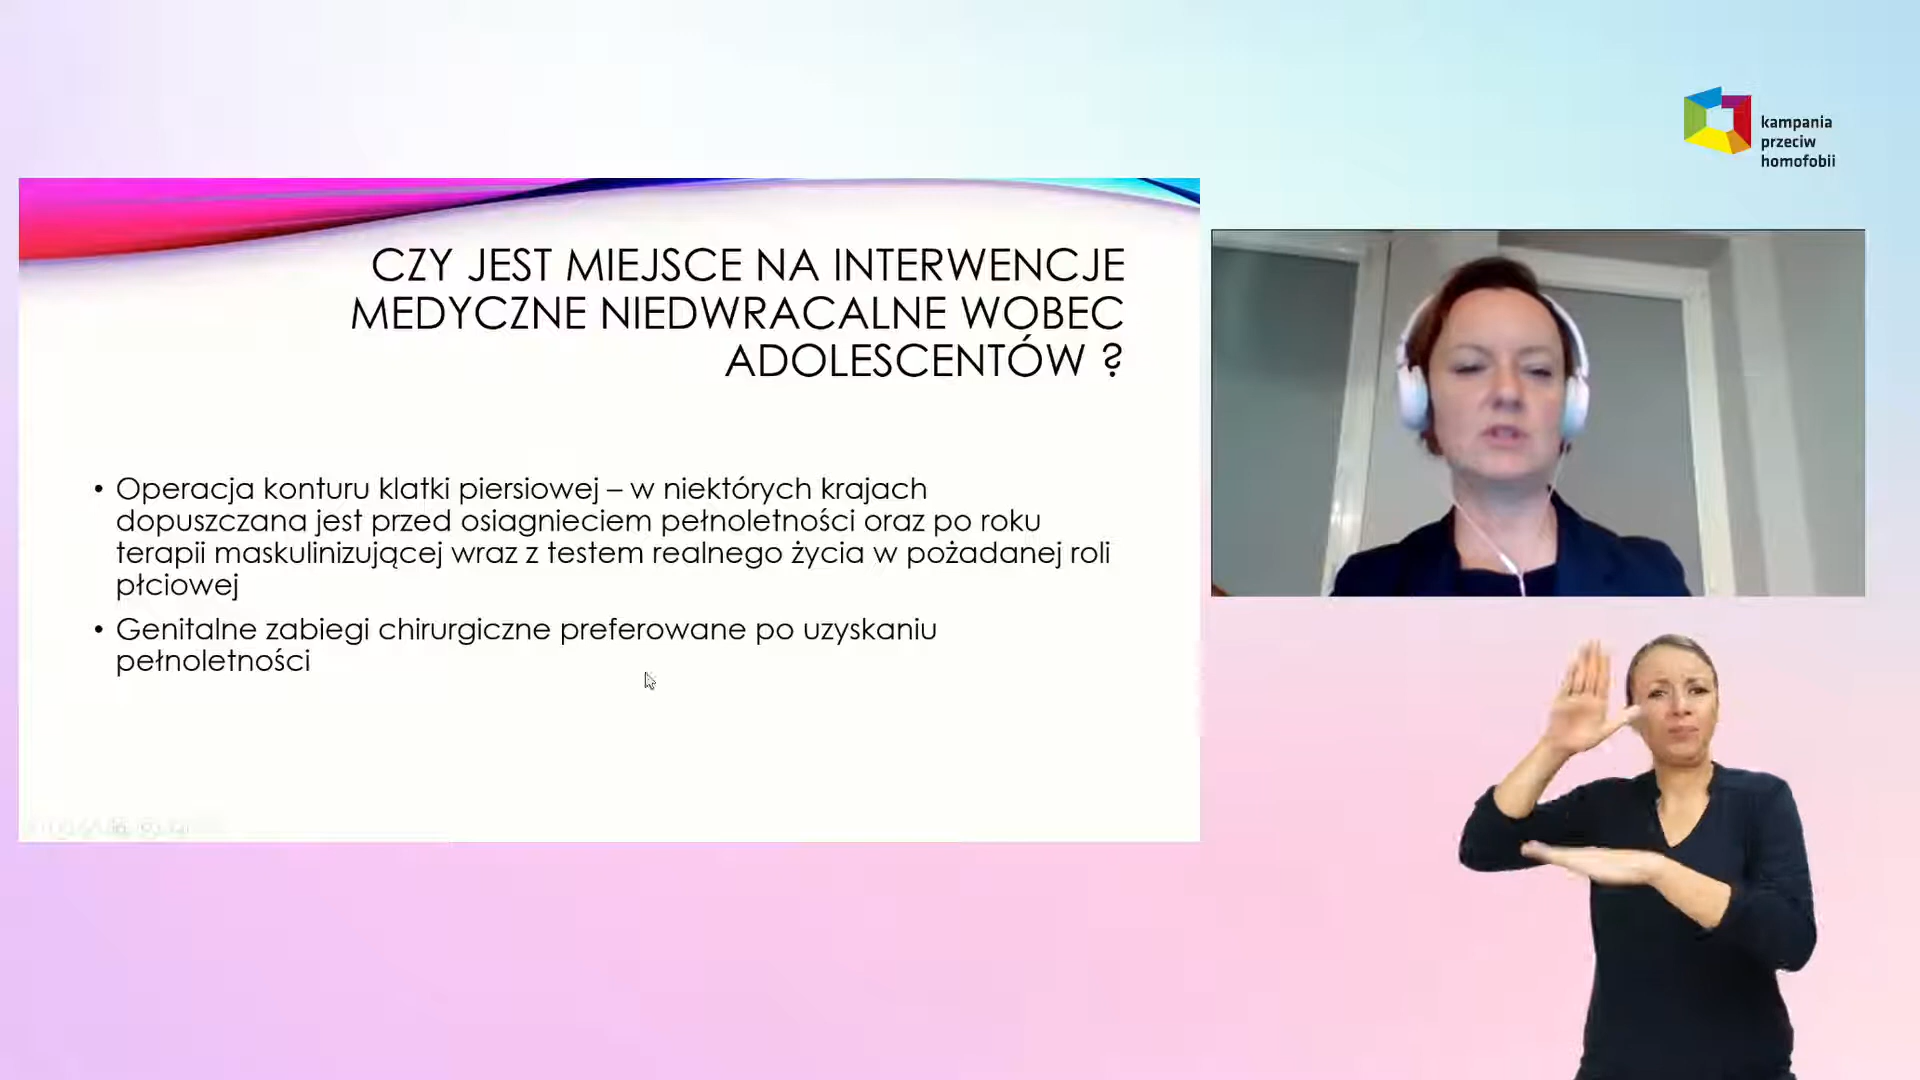 kampania
przeciw
homofobii
CZY JEST MIEJSCE NA INTERWENCJE
MEDYCZNE NIEDWRACALNE WOBEC
ADOLESCENTÓW ?
• Operacja konturu klatki piersiowej – w niektórych krajach
dopuszczana jest przed osiagnieciem pełnoletności oraz po roku
terapii maskulinizującej wraz z testem realnego życia w pożadanej roli
płciowej
• Genitalne zabiegi chirurgiczne preferowane po uzyskaniu
pełnoletności